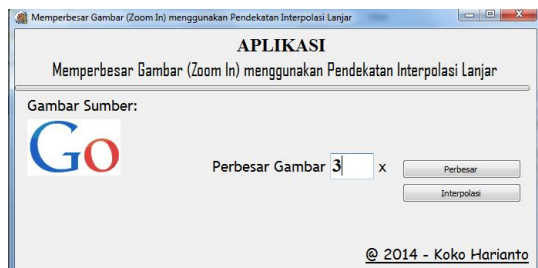 Memperbesar Gambar (Zoom In) menggunakan Pendekatan Interpolasi Lanjar
APLIKASI
Memperbesar Gambar (Zoom In) menggunakan Pendekatan Interpolasi Lanjar
Gambar Sumber:
Go
Perbesar Gambar 3 x
Perbesar
Interpolasi
@ 2014 - Koko Harianto